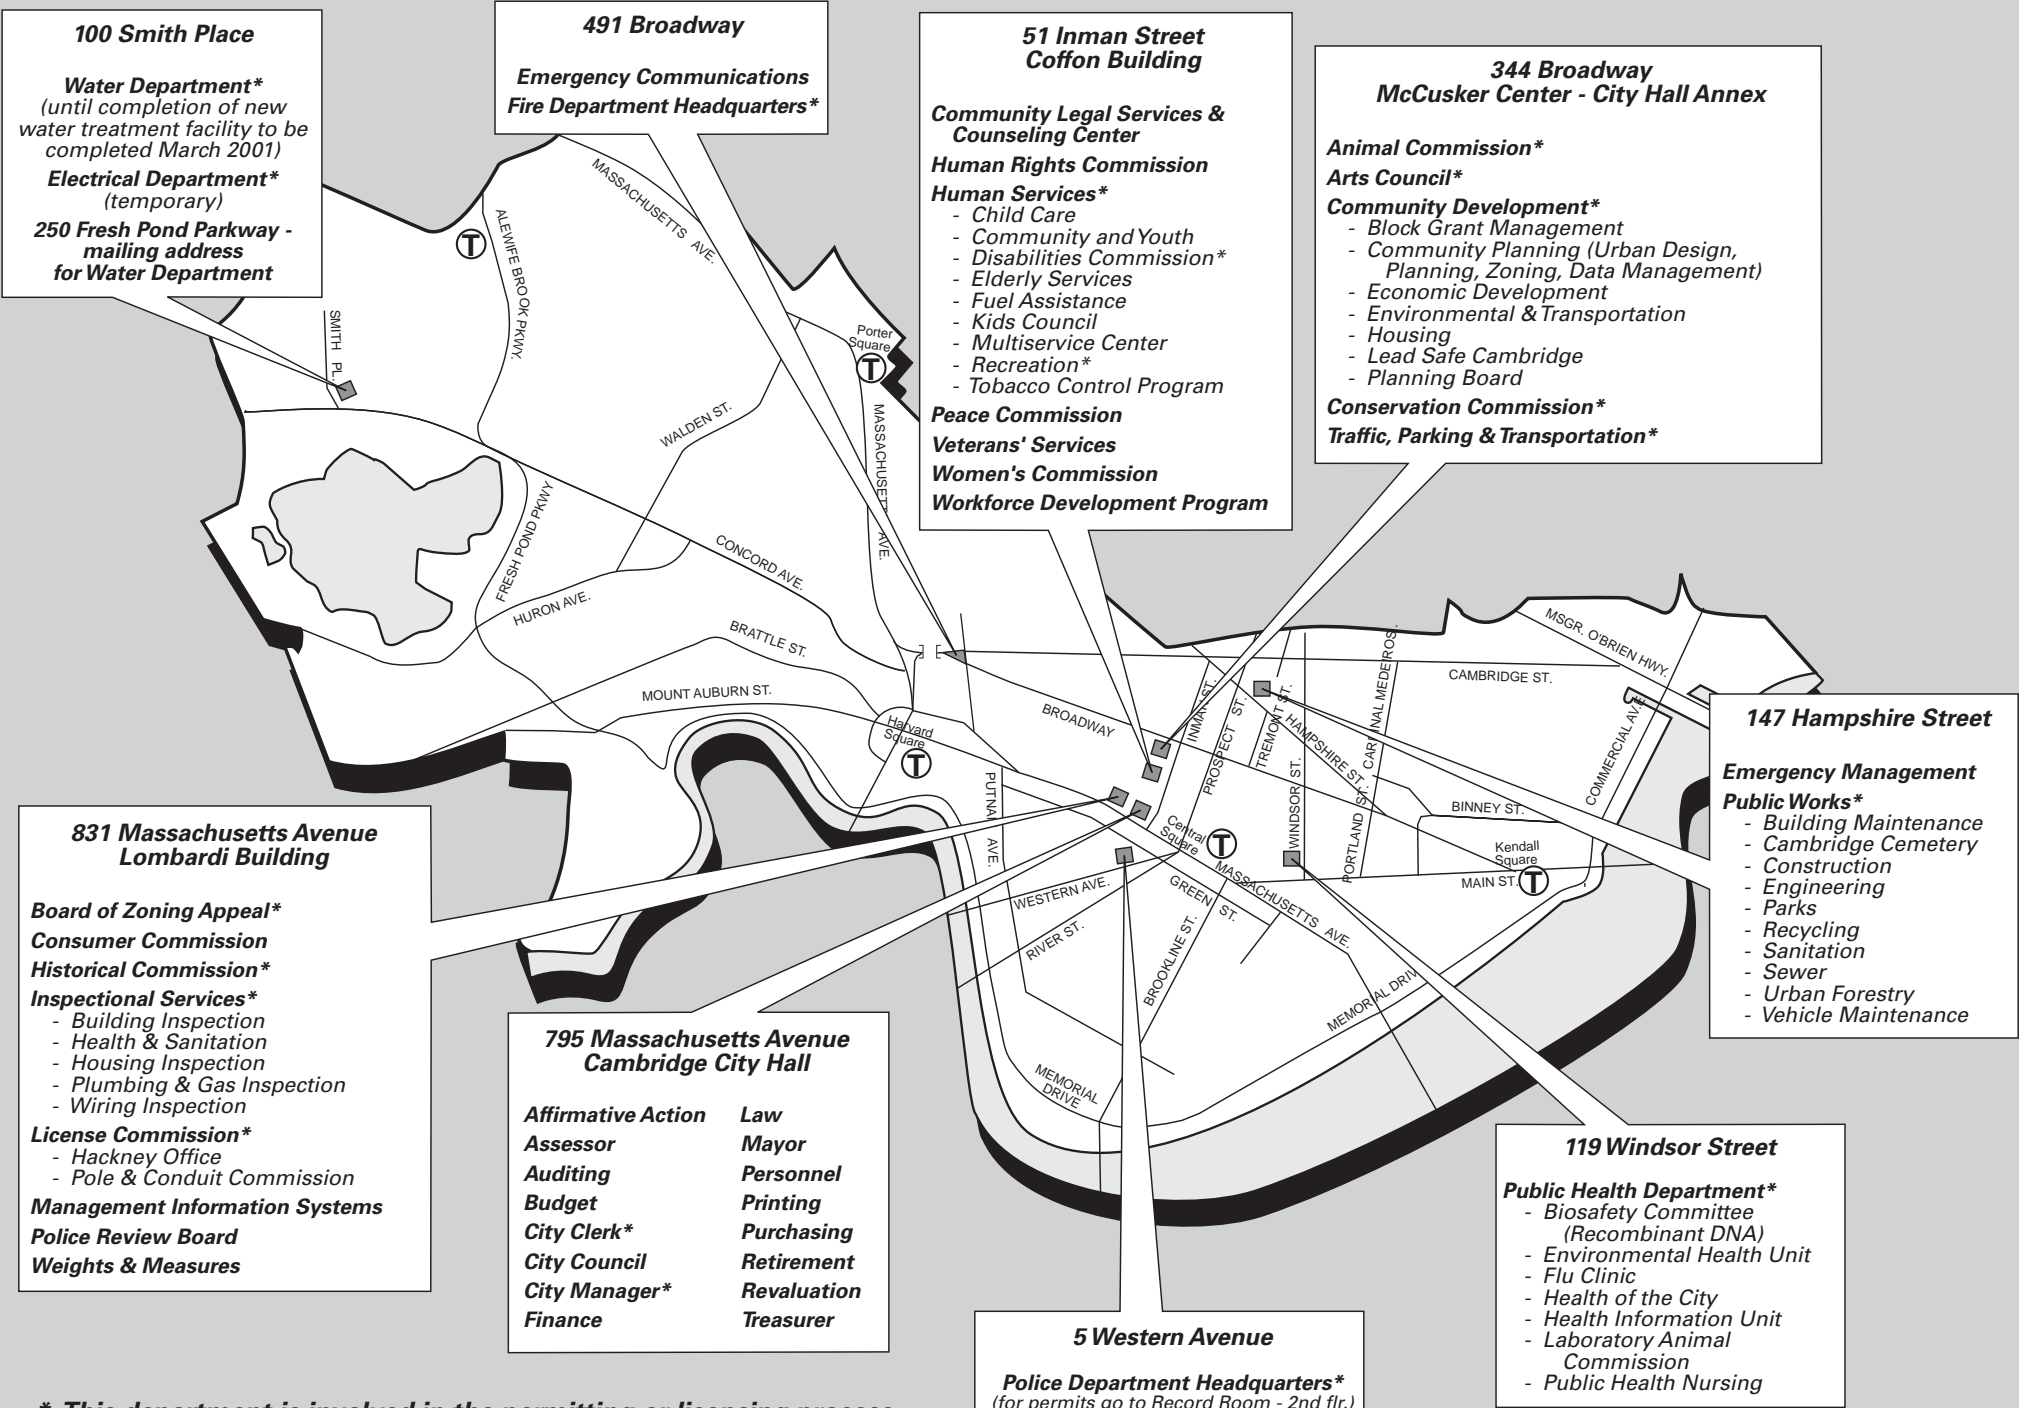 100 Smith Place
Water Department*
(until completion of new
water treatment facility to be
completed March 2001)
Electrical Department*
(temporary)
250 Fresh Pond Parkway -
mailing address
for Water Department
491 Broadway
Emergency Communications
Fire Department Headquarters*
51 Inman Street
Coffon Building
Community Legal Services &
Counseling Center
Human Rights Commission
Human Services*
- Child Care
- Community and Youth
- Disabilities Commission*
- Elderly Services
- Fuel Assistance
- Kids Council
- Multiservice Center
- Recreation*
- Tobacco Control Program
Peace Commission
Veterans' Services
Women's Commission
Workforce Development Program
344 Broadway
McCusker Center - City Hall Annex
Animal Commission*
Arts Council*
Community Development*
- Block Grant Management
- Community Planning (Urban Design,
Planning, Zoning, Data Management)
- Economic Development
- Environmental & Transportation
- Housing
- Lead Safe Cambridge
- Planning Board
Conservation Commission*
Traffic, Parking & Transportation*
MASSACHUSETTS AVE.
ALEWIFE BROOK PKWY.
T
SMITH PL.
Porter
Square
T
WALDEN ST.
MASSACHUSETT AVE.
FRESH POND PKWY
CONCORD AVE.
HURON AVE.
BRATTLE ST.
MOUNT AUBURN ST.
Harvard
Square
T
BROADWAY
INMAN ST.
PROSPECT ST.
TREMONT ST.
HAMPSHIRE ST.
WINDSOR ST.
PORTLAND ST.
CARDINAL MEDEIROS.
CAMBRIDGE ST.
MSGR. O'BRIEN HWY.
COMMERCIAL AVE.
BINNEY ST.
Kendall
Square
T
MAIN ST.
Central
Square
T
PUTNAM AVE.
WESTERN AVE.
RIVER ST.
GREEN ST.
MASSACHUSETTS AVE.
BROOKLINE ST.
MEMORIAL DRIV
MEMORIAL
DRIVE
147 Hampshire Street
Emergency Management
Public Works*
- Building Maintenance
- Cambridge Cemetery
- Construction
- Engineering
- Parks
- Recycling
- Sanitation
- Sewer
- Urban Forestry
- Vehicle Maintenance
831 Massachusetts Avenue
Lombardi Building
Board of Zoning Appeal*
Consumer Commission
Historical Commission*
Inspectional Services*
- Building Inspection
- Health & Sanitation
- Housing Inspection
- Plumbing & Gas Inspection
- Wiring Inspection
License Commission*
- Hackney Office
- Pole & Conduit Commission
Management Information Systems
Police Review Board
Weights & Measures
795 Massachusetts Avenue
Cambridge City Hall
Affirmative Action
Assessor
Auditing
Budget
City Clerk*
City Council
City Manager*
Finance
Law
Mayor
Personnel
Printing
Purchasing
Retirement
Revaluation
Treasurer
5 Western Avenue
Police Department Headquarters*
(for permits go to Record Room - 2nd flr.)
119 Windsor Street
Public Health Department*
- Biosafety Committee
(Recombinant DNA)
- Environmental Health Unit
- Flu Clinic
- Health of the City
- Health Information Unit
- Laboratory Animal
Commission
- Public Health Nursing
* This department is involved in the permitting or licensing process